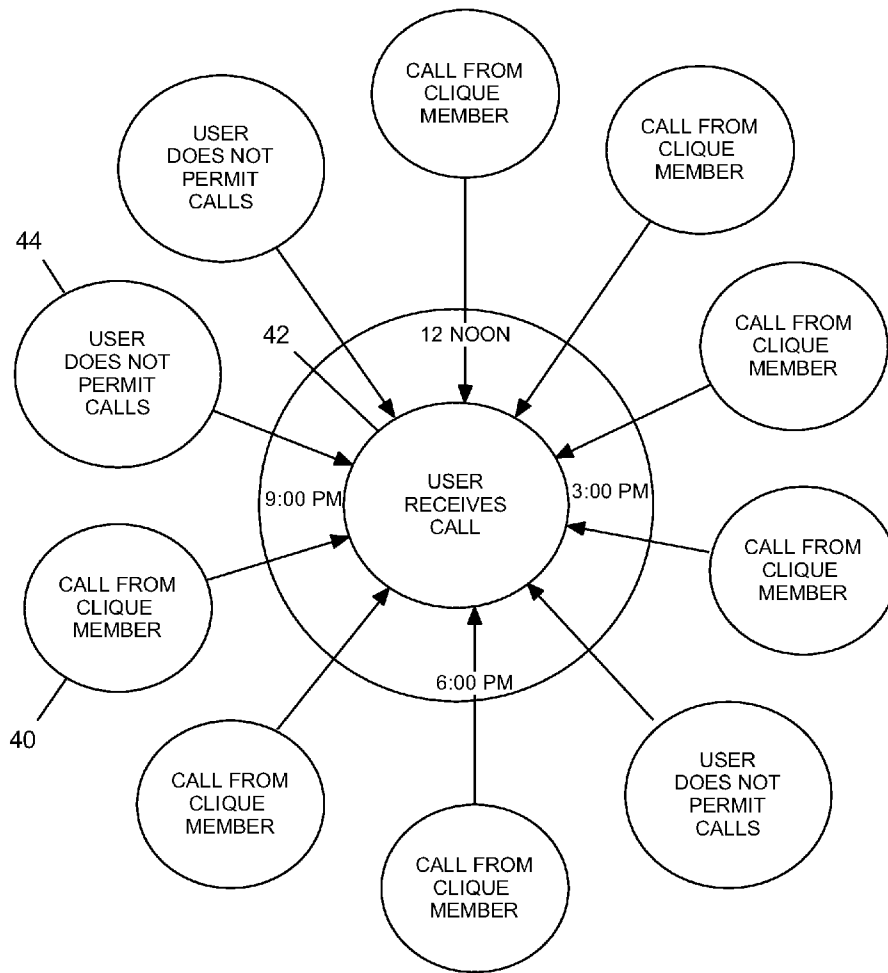 CALL FROM
CLIQUE
MEMBER
CALL FROM
CLIQUE
MEMBER
USER
DOES NOT
PERMIT
CALLS
44
USER
DOES NOT
PERMIT
CALLS
42
12 NOON
CALL FROM
CLIQUE
MEMBER
9:00 PM
USER
RECEIVES
CALL
3:00 PM
CALL FROM
CLIQUE
MEMBER
CALL FROM
CLIQUE
MEMBER
40
6:00 PM
CALL FROM
CLIQUE
MEMBER
USER
DOES NOT
PERMIT
CALLS
CALL FROM
CLIQUE
MEMBER